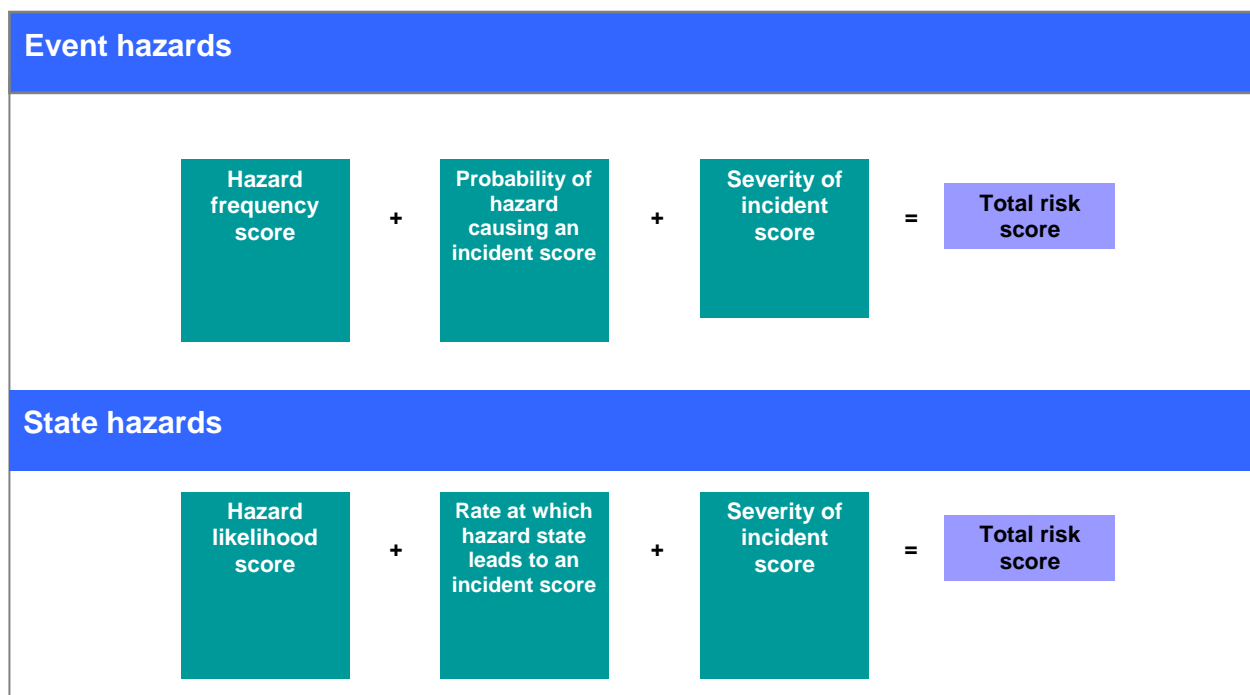 Event hazards
Hazard
frequency
score
+
Probability of
hazard
causing an
incident score
+
Severity of
incident
score
=
Total risk
score
State hazards
Hazard
likelihood
score
+
Rate at which
hazard state
leads to an
incident score
+
Severity of
incident
score
=
Total risk
score